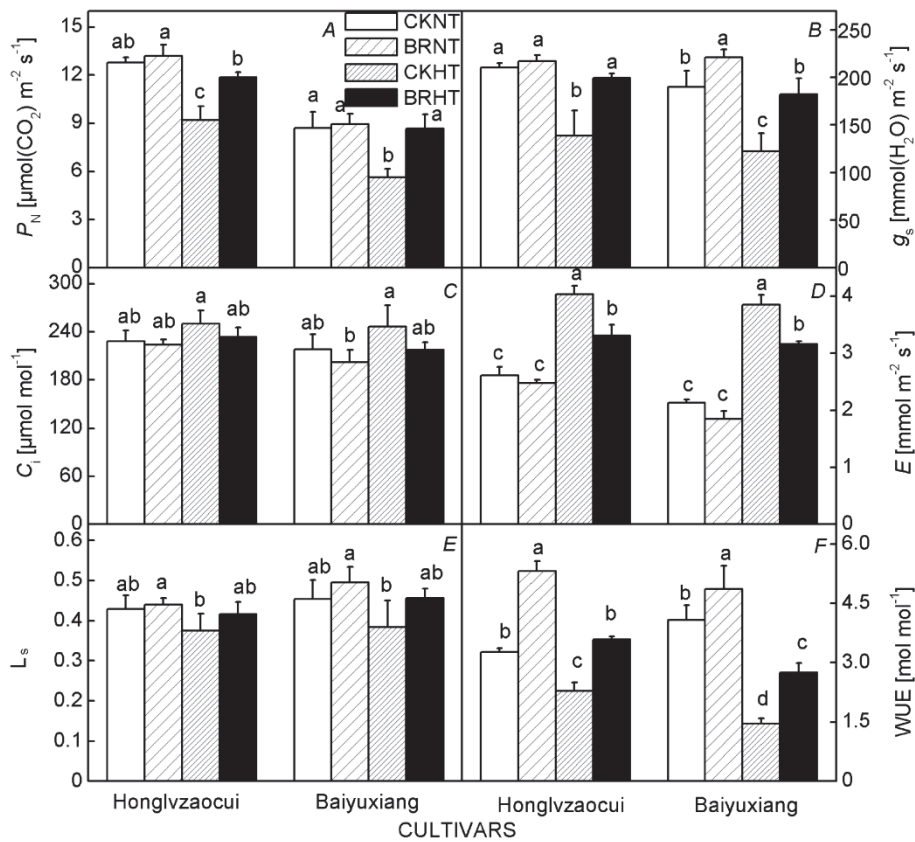 15
12
9
6
3
0
P_N [µmol(CO₂) m⁻² s⁻¹]
A
CKNT
BRNT
CKHT
BRHT
ab a c b
a a b a
B
a a b a
b a c b
250
200
150
100
50
0
g_s [mmol(H₂O) m⁻² s⁻¹]
300
240
180
120
60
0
C_i [µmol mol⁻¹]
C
ab ab a ab
ab b a ab
D
c c a b
c c a b
4
3
2
1
0
E [mmol m⁻² s⁻¹]
0.6
0.5
0.4
0.3
0.2
0.1
0
L_s
E
ab a b ab
ab a b ab
F
b a c b
b a d c
6.0
4.5
3.0
1.5
0
WUE [mol mol⁻¹]
Honglvzaocui Baiyuxiang Honglvzaocui Baiyuxiang
CULTIVARS